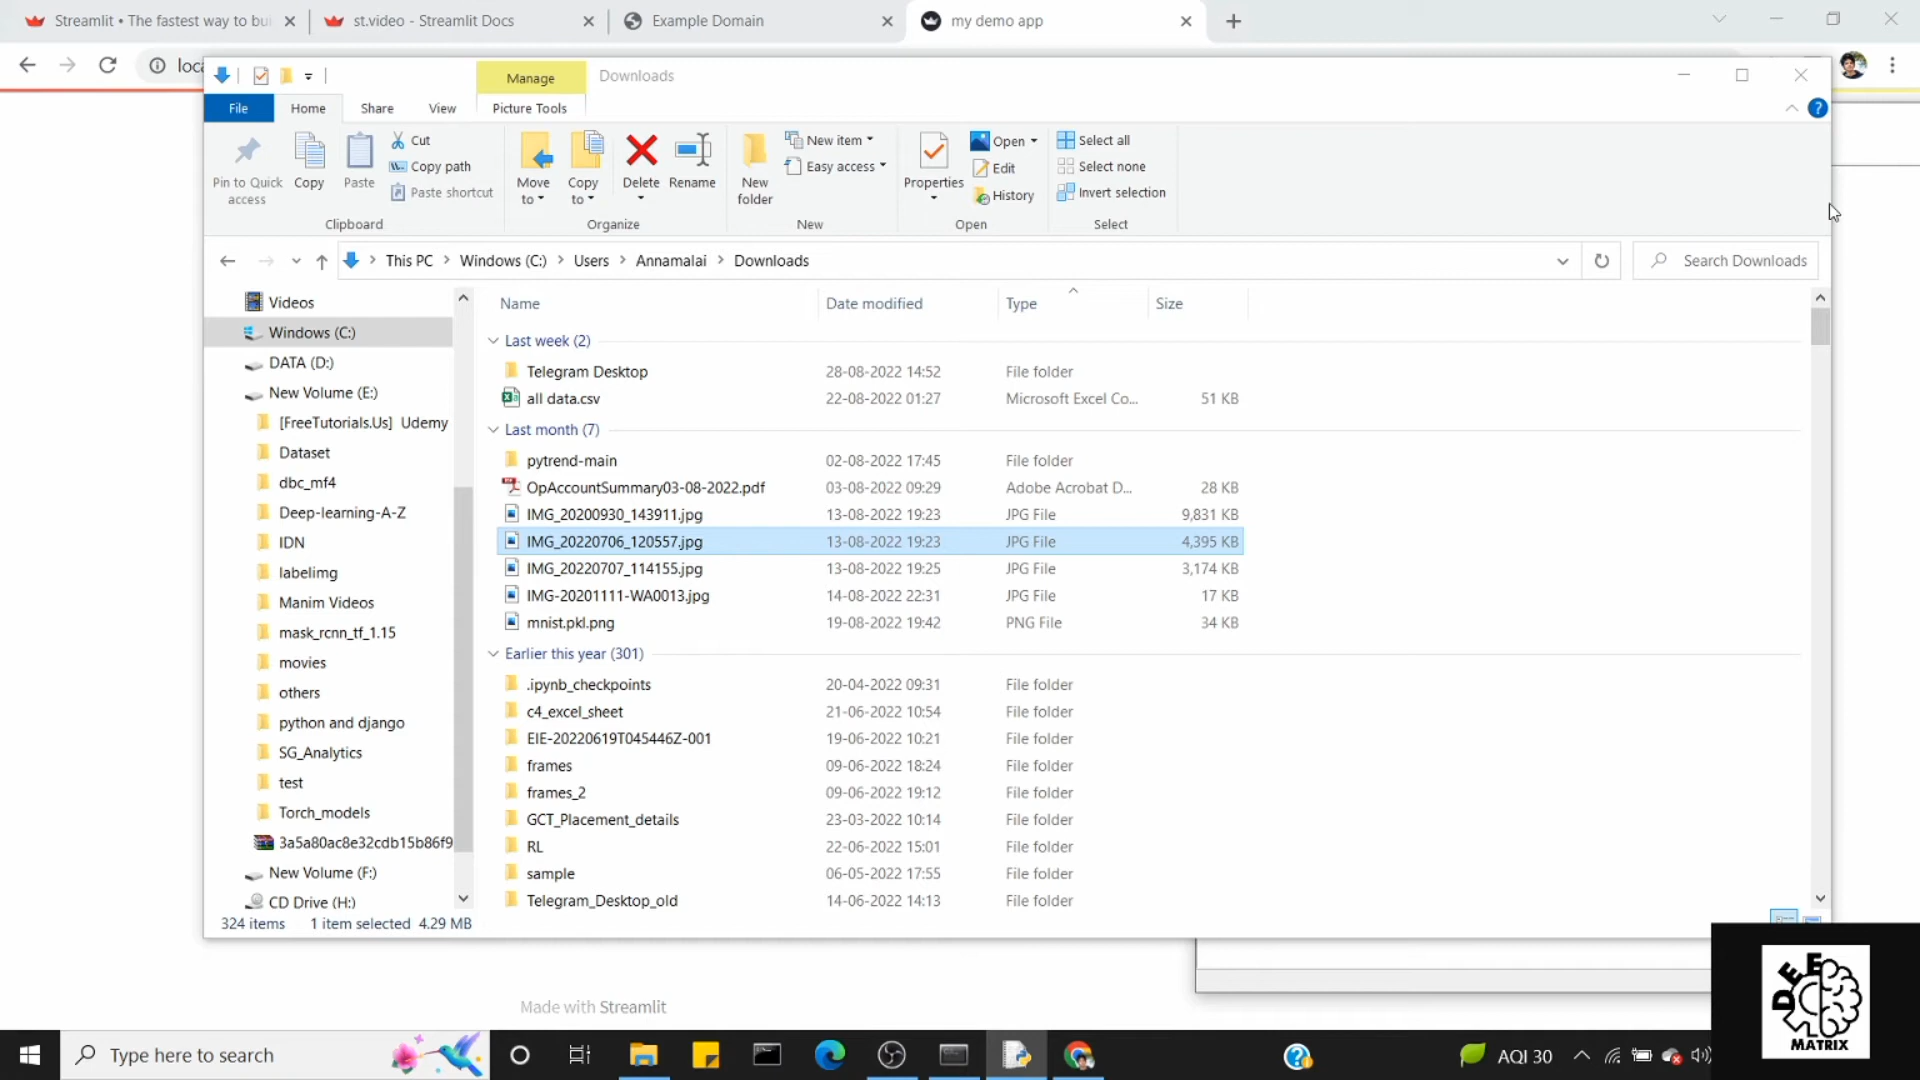 Streamlit • The fastest way to bui
st.video - Streamlit Docs
Example Domain
my demo app
loca
Manage
Downloads
File
Home
Share
View
Picture Tools
Pin to Quick access
Copy
Paste
Cut
Copy path
Paste shortcut
Clipboard
Move to
Copy to
Delete
Rename
Organize
New folder
New item
Easy access
New
Properties
Open
Edit
History
Open
Select all
Select none
Invert selection
Select
This PC > Windows (C:) > Users > Annamalai > Downloads
Search Downloads
Videos
Windows (C:)
DATA (D:)
New Volume (E:)
[FreeTutorials.Us] Udemy
Dataset
dbc_mf4
Deep-learning-A-Z
IDN
labelimg
Manim Videos
mask_rcnn_tf_1.15
movies
others
python and django
SG_Analytics
test
Torch_models
3a5a80ac8e32cdb15b86f9
New Volume (F:)
CD Drive (H:)
Name Date modified Type Size
Last week (2)
Telegram Desktop 28-08-2022 14:52 File folder
all data.csv 22-08-2022 01:27 Microsoft Excel Co... 51 KB
Last month (7)
pytrend-main 02-08-2022 17:45 File folder
OpAccountSummary03-08-2022.pdf 03-08-2022 09:29 Adobe Acrobat D... 28 KB
IMG_20200930_143911.jpg 13-08-2022 19:23 JPG File 9,831 KB
IMG_20220706_120557.jpg 13-08-2022 19:23 JPG File 4,395 KB
IMG_20220707_114155.jpg 13-08-2022 19:25 JPG File 3,174 KB
IMG-20201111-WA0013.jpg 14-08-2022 22:31 JPG File 17 KB
mnist.pkl.png 19-08-2022 19:42 PNG File 34 KB
Earlier this year (301)
.ipynb_checkpoints 20-04-2022 09:31 File folder
c4_excel_sheet 21-06-2022 10:54 File folder
EIE-20220619T045446Z-001 19-06-2022 10:21 File folder
frames 09-06-2022 18:24 File folder
frames_2 09-06-2022 19:12 File folder
GCT_Placement_details 23-03-2022 10:14 File folder
RL 22-06-2022 15:01 File folder
sample 06-05-2022 17:55 File folder
Telegram_Desktop_old 14-06-2022 14:13 File folder
324 items 1 item selected 4.29 MB
Made with Streamlit
Type here to search
AQI 30
DEE
MATRIX